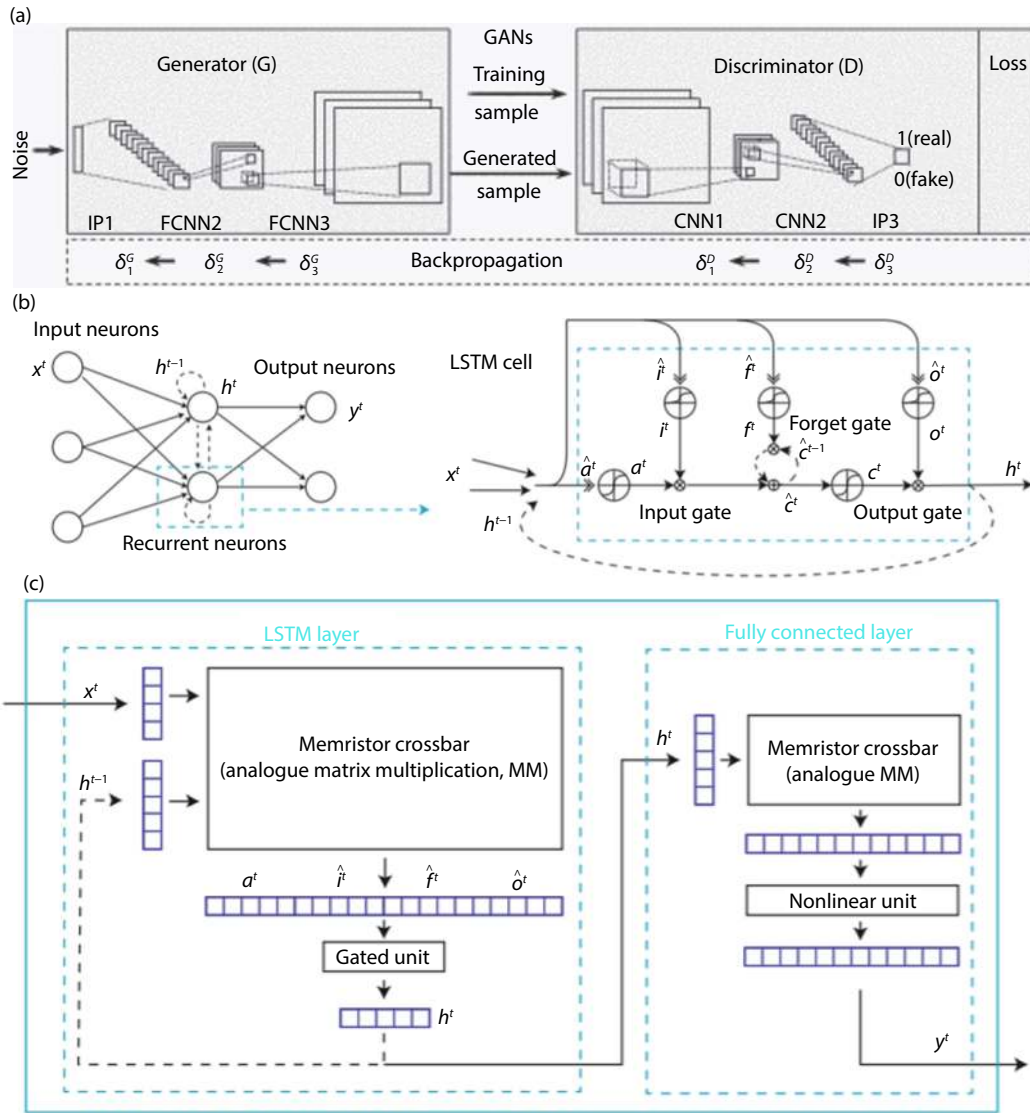 (a)
GANs
Generator (G)
Training
sample
Discriminator (D)
Loss
Noise
Generated
sample
1(real)
0(fake)
IP1 FCNN2 FCNN3
CNN1 CNN2 IP3
δ₁ᴳ δ₂ᴳ δ₃ᴳ Backpropagation δ₁ᴰ δ₂ᴰ δ₃ᴰ
(b)
Input neurons
xᵗ
hᵗ⁻¹
hᵗ
Output neurons
yᵗ
Recurrent neurons
LSTM cell
îᵗ f̂ᵗ ôᵗ
iᵗ fᵗ Forget gate oᵗ
ĉᵗ⁻¹
xᵗ
âᵗ aᵗ
cᵗ
hᵗ
hᵗ⁻¹
Input gate
ĉᵗ
Output gate
(c)
LSTM layer
xᵗ
hᵗ⁻¹
Memristor crossbar
(analogue matrix multiplication, MM)
aᵗ îᵗ f̂ᵗ ôᵗ
Gated unit
hᵗ
Fully connected layer
hᵗ
Memristor crossbar
(analogue MM)
Nonlinear unit
yᵗ